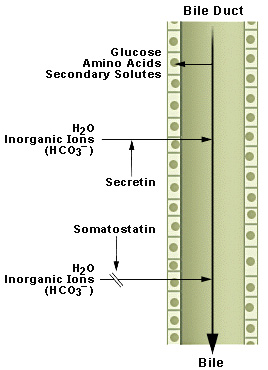 Bile Duct
Glucose
Amino Acids
Secondary Solutes
H₂O
Inorganic Ions
(HCO₃⁻)
Secretin
Somatostatin
H₂O
Inorganic Ions
(HCO₃⁻)
Bile